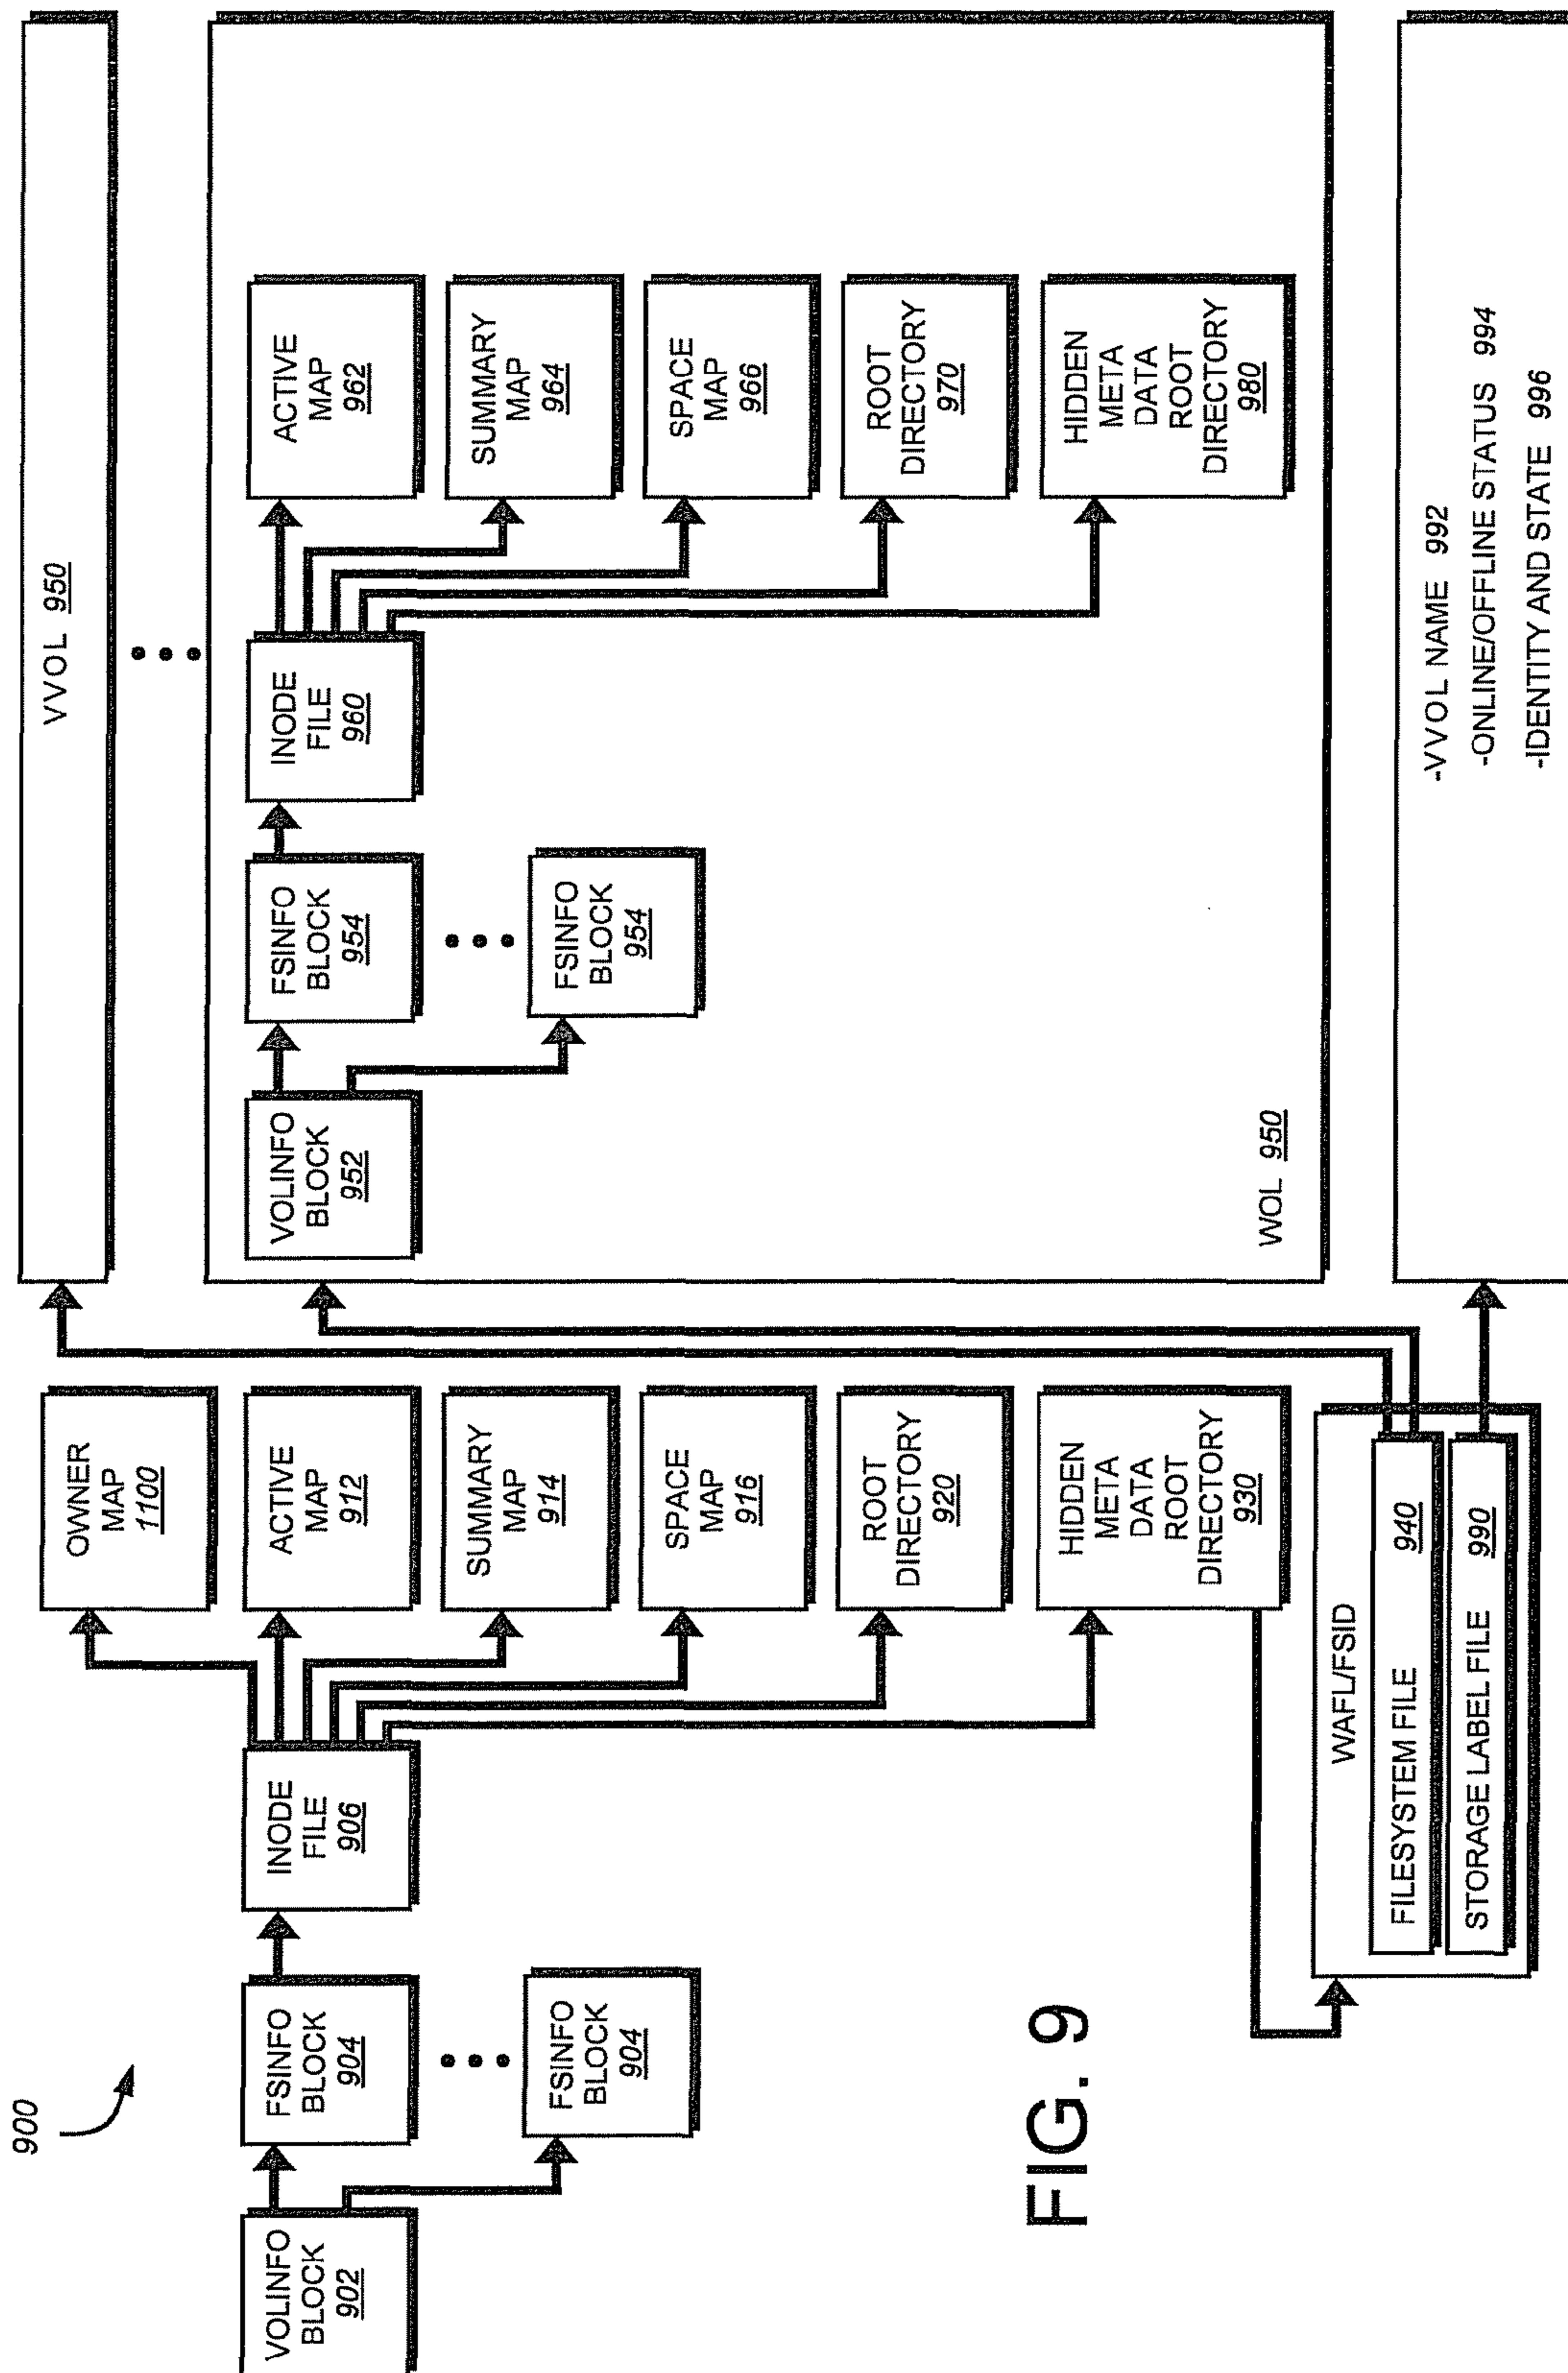 900
VOLINFO
BLOCK
902
FSINFO
BLOCK
904
FSINFO
BLOCK
904
INODE
FILE
906
OWNER
MAP
1100
ACTIVE
MAP
912
SUMMARY
MAP
914
SPACE
MAP
916
ROOT
DIRECTORY
920
HIDDEN
META
DATA
ROOT
DIRECTORY
930
WAFL/FSID
FILESYSTEM FILE 940
STORAGE LABEL FILE 990
VVOL 950
VOLINFO
BLOCK
952
FSINFO
BLOCK
954
FSINFO
BLOCK
954
INODE
FILE
960
ACTIVE
MAP
962
SUMMARY
MAP
964
SPACE
MAP
966
ROOT
DIRECTORY
970
HIDDEN
META
DATA
ROOT
DIRECTORY
980
VVOL 950
-VVOL NAME 992
-ONLINE/OFFLINE STATUS 994
-IDENTITY AND STATE 996
FIG. 9